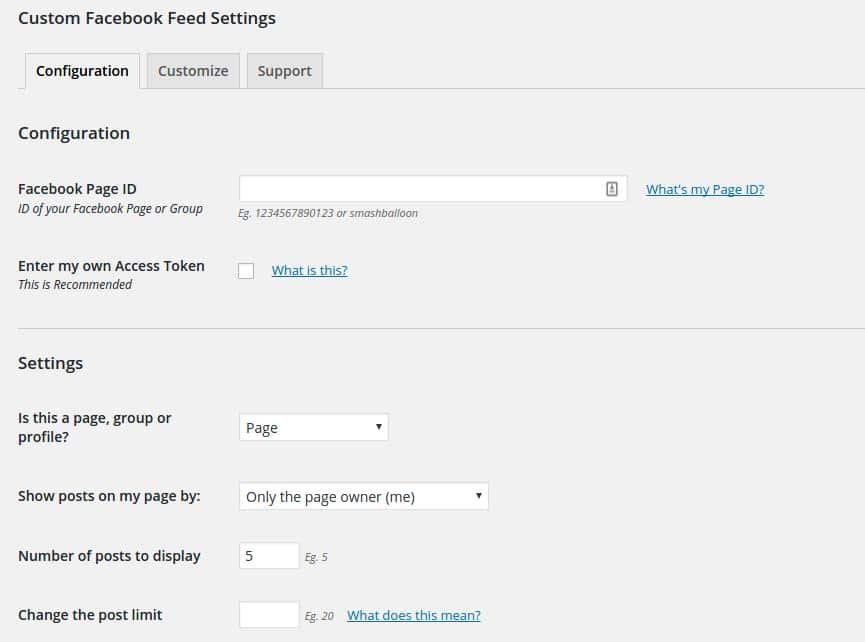 Custom Facebook Feed Settings
Configuration Customize Support
Configuration
Facebook Page ID What's my Page ID?
ID of your Facebook Page or Group
Eg. 1234567890123 or smashballoon
Enter my own Access Token What is this?
This is Recommended
Settings
Is this a page, group or
profile?
Page
Show posts on my page by: Only the page owner (me)
Number of posts to display 5 Eg. 5
Change the post limit Eg. 20 What does this mean?